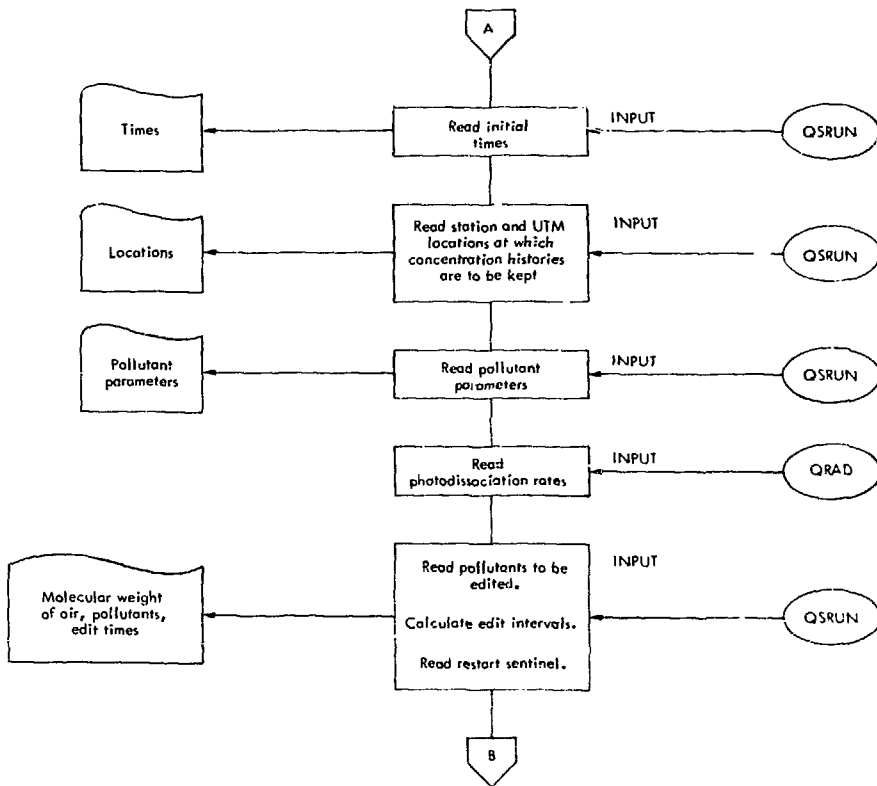 A
Times
Read initial
times
INPUT
QSRUN
Locations
Read station and UTM
locations at which
concentration histories
are to be kept
INPUT
QSRUN
Pollutant
parameters
Read pollutant
parameters
INPUT
QSRUN
Read
photodissociation rates
INPUT
QRAD
Molecular weight
of air, pollutants,
edit times
Read pollutants to be
edited.
Calculate edit intervals.
Read restart sentinel.
INPUT
QSRUN
B